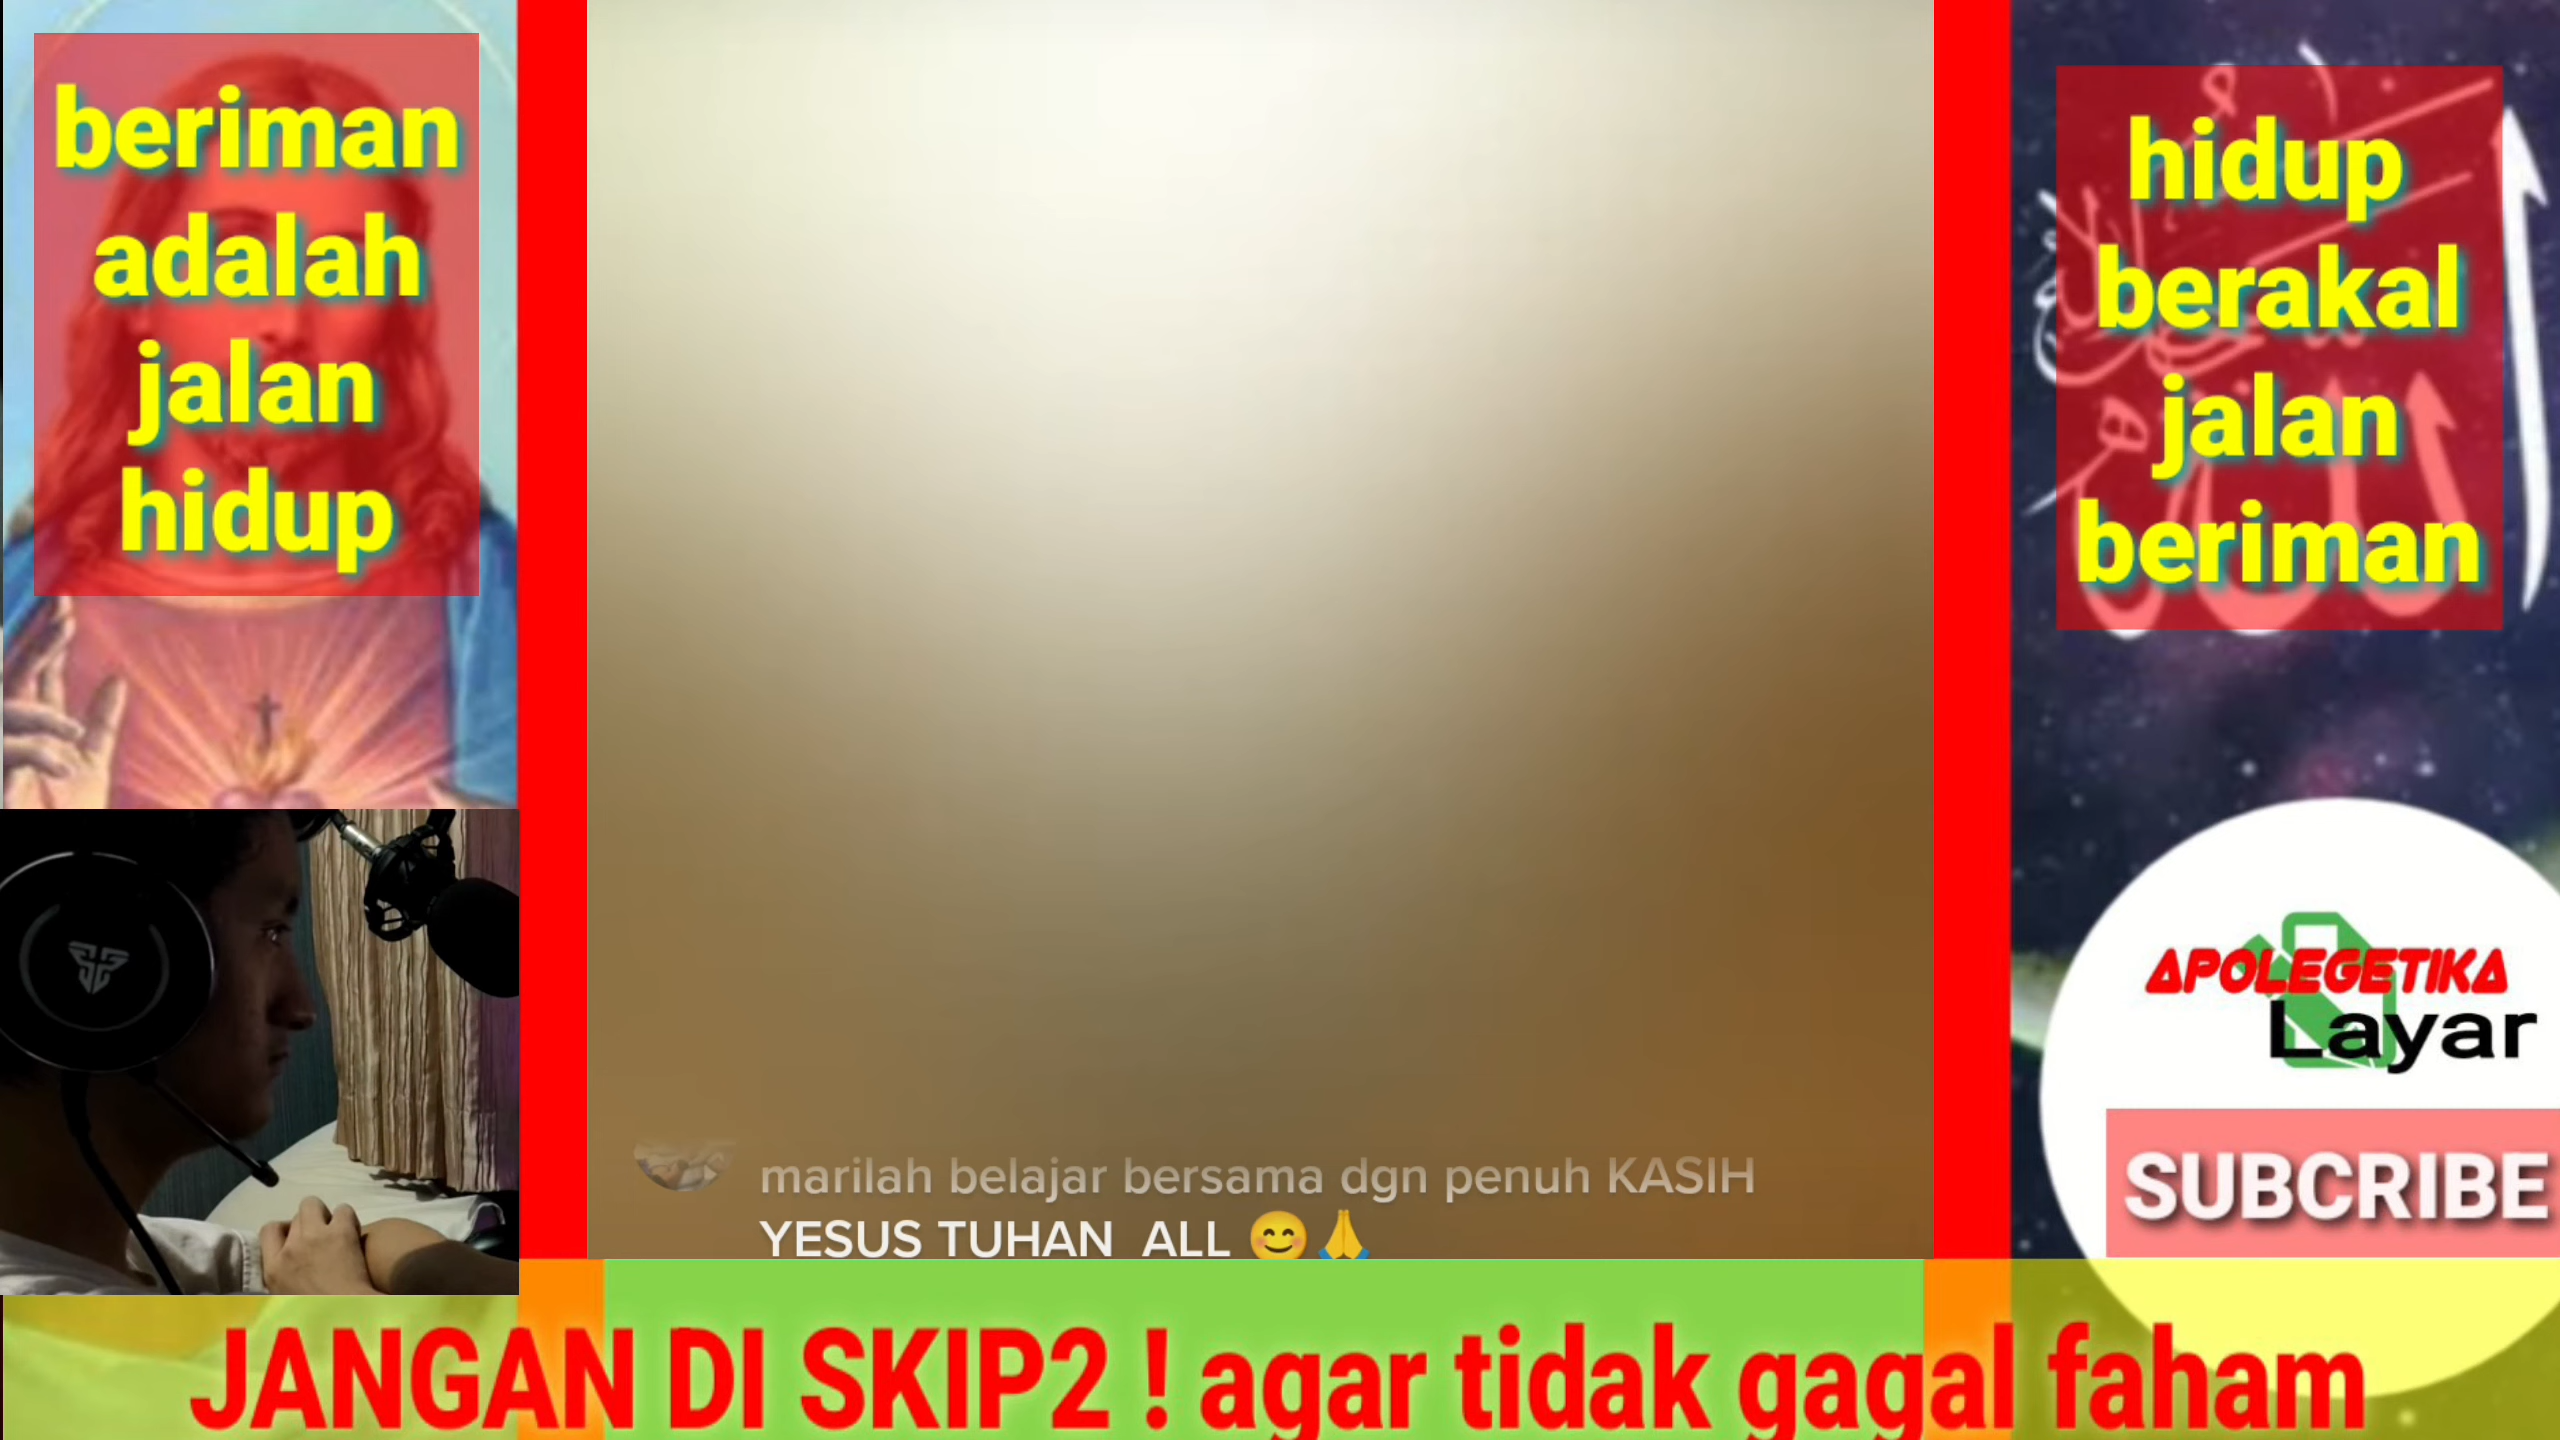 beriman
adalah
jalan
hidup
hidup
berakal
jalan
beriman
marilah belajar bersama dgn penuh KASIH
YESUS TUHAN ALL 😊🙏
APOLEGETIKA
Layar
SUBCRIBE
JANGAN DI SKIP2 ! agar tidak gagal faham